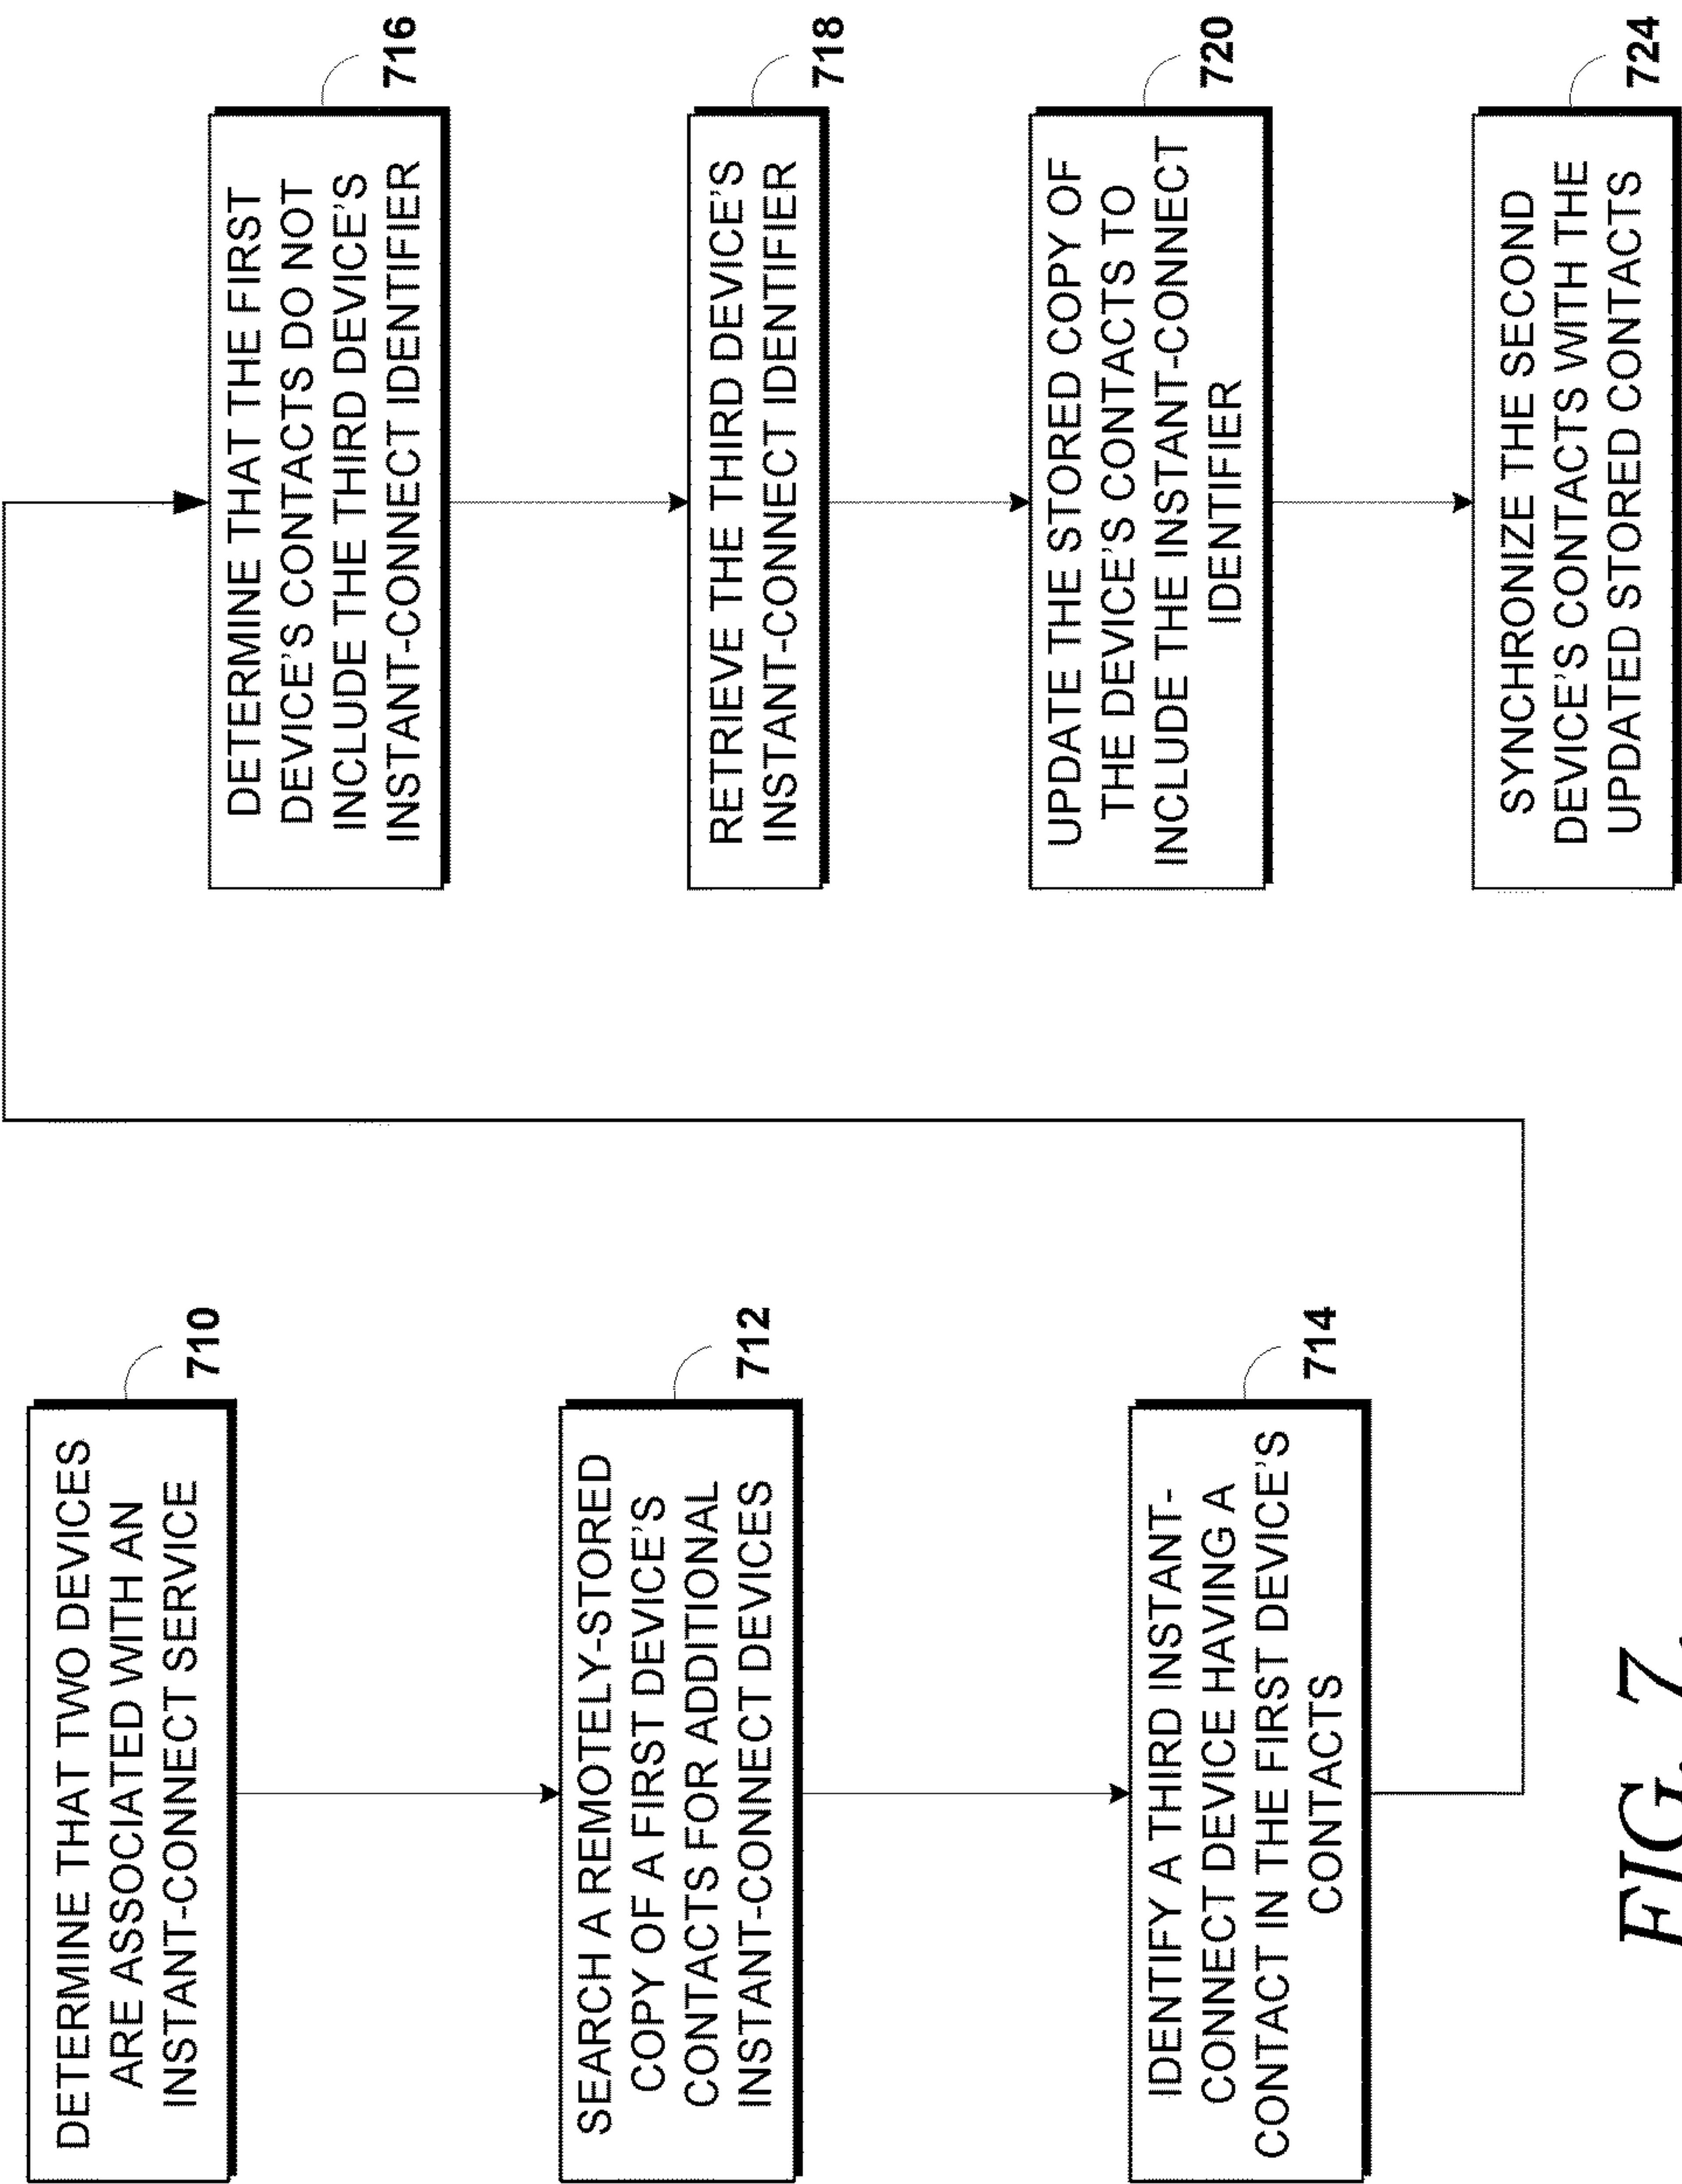 DETERMINE THAT TWO DEVICES
ARE ASSOCIATED WITH AN
INSTANT-CONNECT SERVICE
710
SEARCH A REMOTELY-STORED
COPY OF A FIRST DEVICE'S
CONTACTS FOR ADDITIONAL
INSTANT-CONNECT DEVICES
712
IDENTIFY A THIRD INSTANT-
CONNECT DEVICE HAVING A
CONTACT IN THE FIRST DEVICE'S
CONTACTS
714
DETERMINE THAT THE FIRST
DEVICE'S CONTACTS DO NOT
INCLUDE THE THIRD DEVICE'S
INSTANT-CONNECT IDENTIFIER
716
RETRIEVE THE THIRD DEVICE'S
INSTANT-CONNECT IDENTIFIER
718
UPDATE THE STORED COPY OF
THE DEVICE'S CONTACTS TO
INCLUDE THE INSTANT-CONNECT
IDENTIFIER
720
SYNCHRONIZE THE SECOND
DEVICE'S CONTACTS WITH THE
UPDATED STORED CONTACTS
724
FIG. 7.